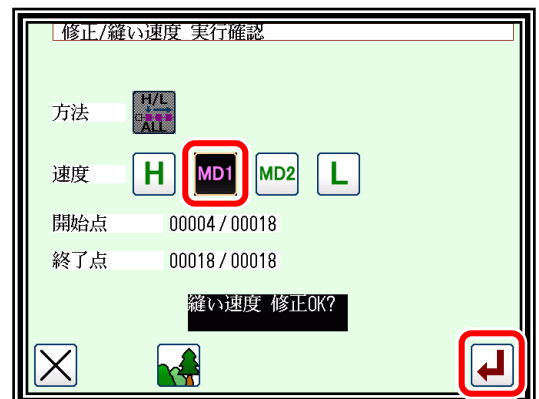 修正/縫い速度 実行確認
方法 H/L ALL
速度 H MD1 MD2 L
開始点 00004/00018
終了点 00018/00018
縫い速度 修正OK?